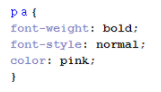 p a {
font-weight: bold;
font-style: normal;
color: pink;
}